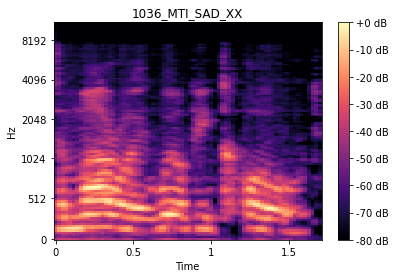 1036_MTI_SAD_XX
+0 dB
8192
-10 dB
4096
-20 dB
-30 dB
2048
Hz
-40 dB
1024
-50 dB
512
-60 dB
-70 dB
0
-80 dB
0 0.5 1 1.5
Time